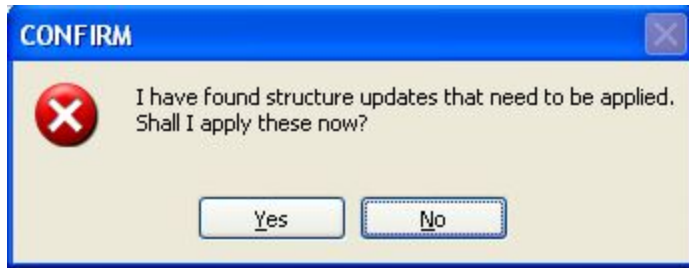 CONFIRM
I have found structure updates that need to be applied.
Shall I apply these now?
Yes No